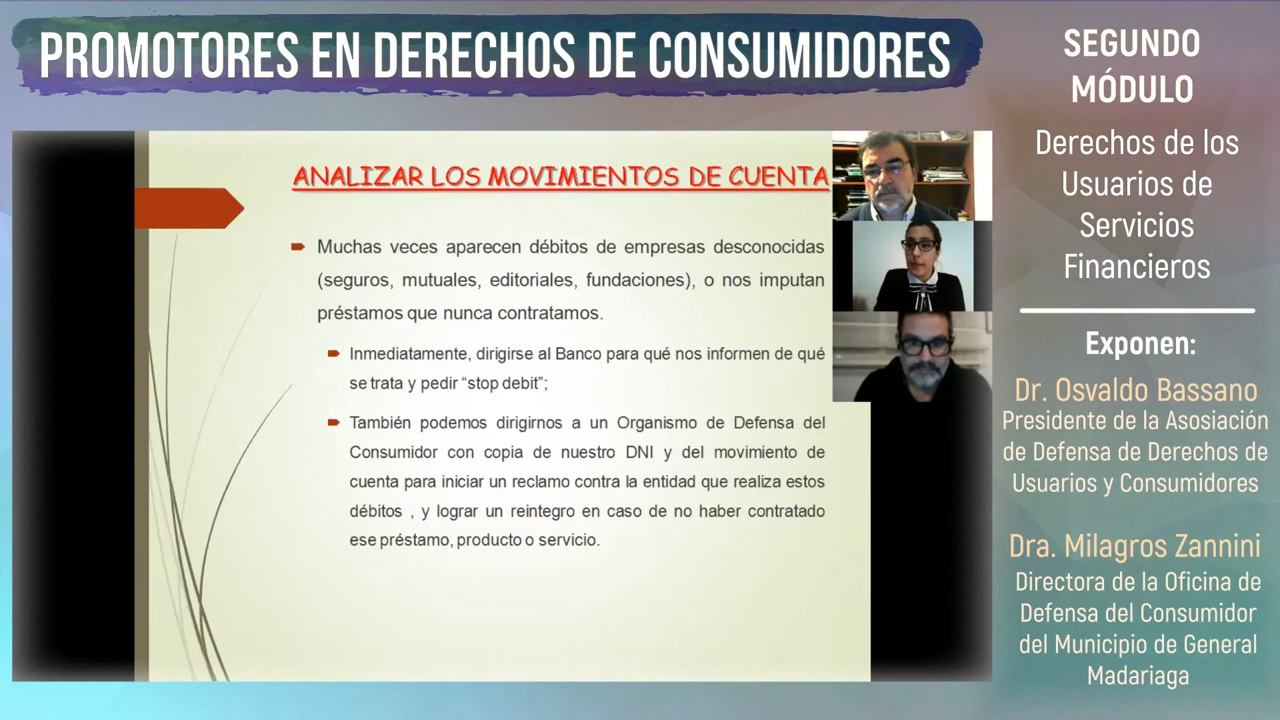 PROMOTORES EN DERECHOS DE CONSUMIDORES
ANALIZAR LOS MOVIMIENTOS DE CUENTA
Muchas veces aparecen débitos de empresas desconocidas
(seguros, mutuales, editoriales, fundaciones), o nos imputan
préstamos que nunca contratamos.
Inmediatamente, dirigirse al Banco para qué nos informen de qué
se trata y pedir “stop debit”;
También podemos dirigirnos a un Organismo de Defensa del
Consumidor con copia de nuestro DNI y del movimiento de
cuenta para iniciar un reclamo contra la entidad que realiza estos
débitos , y lograr un reintegro en caso de no haber contratado
ese préstamo, producto o servicio.
SEGUNDO
MÓDULO
Derechos de los
Usuarios de
Servicios
Financieros
Exponen:
Dr. Osvaldo Bassano
Presidente de la Asosiación
de Defensa de Derechos de
Usuarios y Consumidores
Dra. Milagros Zannini
Directora de la Oficina de
Defensa del Consumidor
del Municipio de General
Madariaga